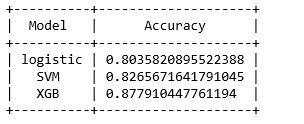 +----------+--------------------+
| Model | Accuracy |
+----------+--------------------+
| logistic | 0.8035820895522388 |
| SVM | 0.8265671641791045 |
| XGB | 0.877910447761194 |
+----------+--------------------+